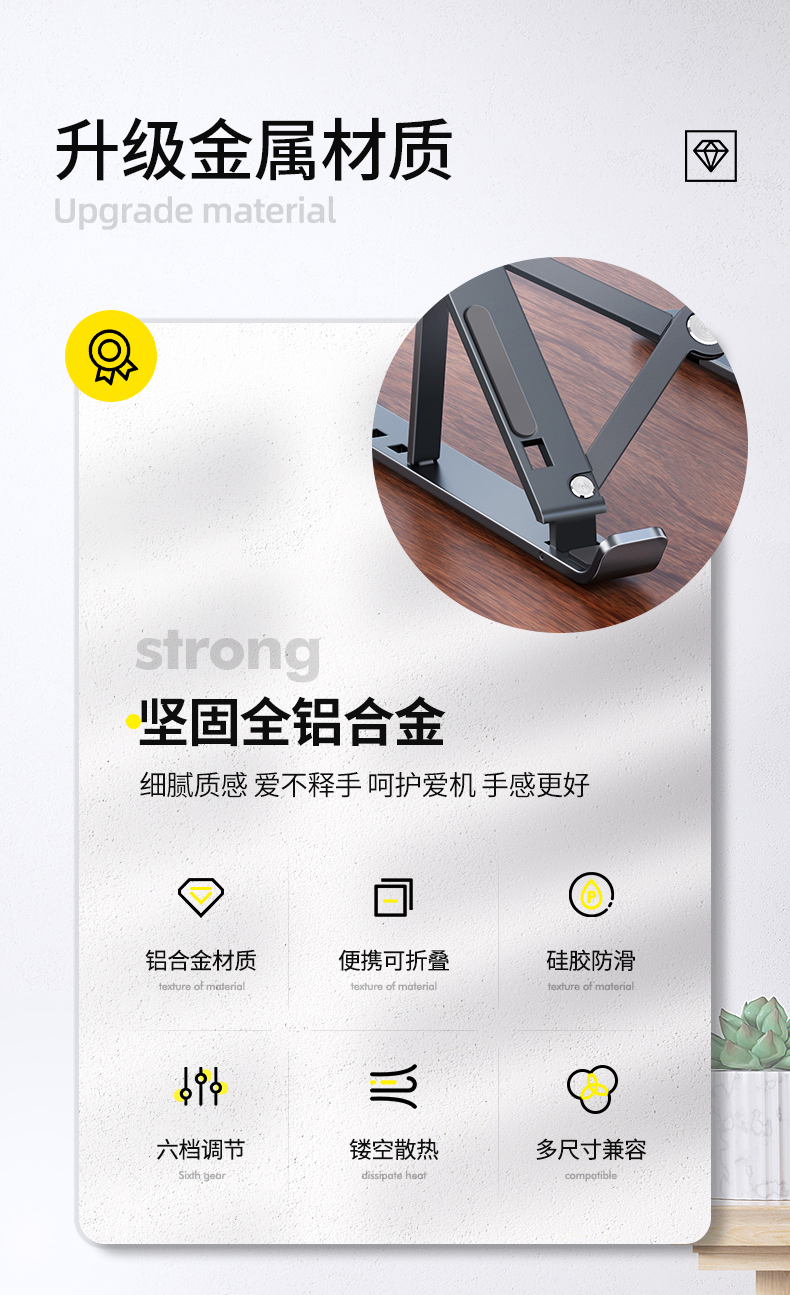 升级金属材质
Upgrade material
strong
坚固全铝合金
细腻质感 爱不释手 呵护爱机 手感更好
铝合金材质
texture of material
便携可折叠
texture of material
P
硅胶防滑
texture of material
六档调节
Sixth gear
镂空散热
dissipate heat
多尺寸兼容
compatible